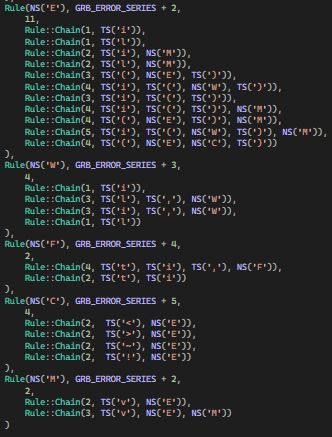 Rule(NS('E'), GRB_ERROR_SERIES + 2,
11,
Rule::Chain(1, TS('i')),
Rule::Chain(1, TS('l')),
Rule::Chain(2, TS('i'), NS('M')),
Rule::Chain(2, TS('l'), NS('M')),
Rule::Chain(3, TS('('), NS('E'), TS(')')),
Rule::Chain(4, TS('i'), TS('('), NS('W'), TS(')')),
Rule::Chain(3, TS('i'), TS('('), TS(')')),
Rule::Chain(4, TS('i'), TS('('), TS(')'), NS('M')),
Rule::Chain(4, TS('('), NS('E'), TS(')'), NS('M')),
Rule::Chain(5, TS('i'), TS('('), NS('W'), TS(')'), NS('M')),
Rule::Chain(4, TS('('), NS('E'), NS('C'), TS(')'))
),
Rule(NS('W'), GRB_ERROR_SERIES + 3,
4,
Rule::Chain(1, TS('i')),
Rule::Chain(3, TS('l'), TS(','), NS('W')),
Rule::Chain(3, TS('i'), TS(','), NS('W')),
Rule::Chain(1, TS('l'))
),
Rule(NS('F'), GRB_ERROR_SERIES + 4,
2,
Rule::Chain(4, TS('t'), TS('i'), TS(','), NS('F')),
Rule::Chain(2, TS('t'), TS('i'))
),
Rule(NS('C'), GRB_ERROR_SERIES + 5,
4,
Rule::Chain(2, TS('<'), NS('E')),
Rule::Chain(2, TS('>'), NS('E')),
Rule::Chain(2, TS('~'), NS('E')),
Rule::Chain(2, TS('!'), NS('E'))
),
Rule(NS('M'), GRB_ERROR_SERIES + 2,
2,
Rule::Chain(2, TS('v'), NS('E')),
Rule::Chain(3, TS('v'), NS('E'), NS('M'))
)